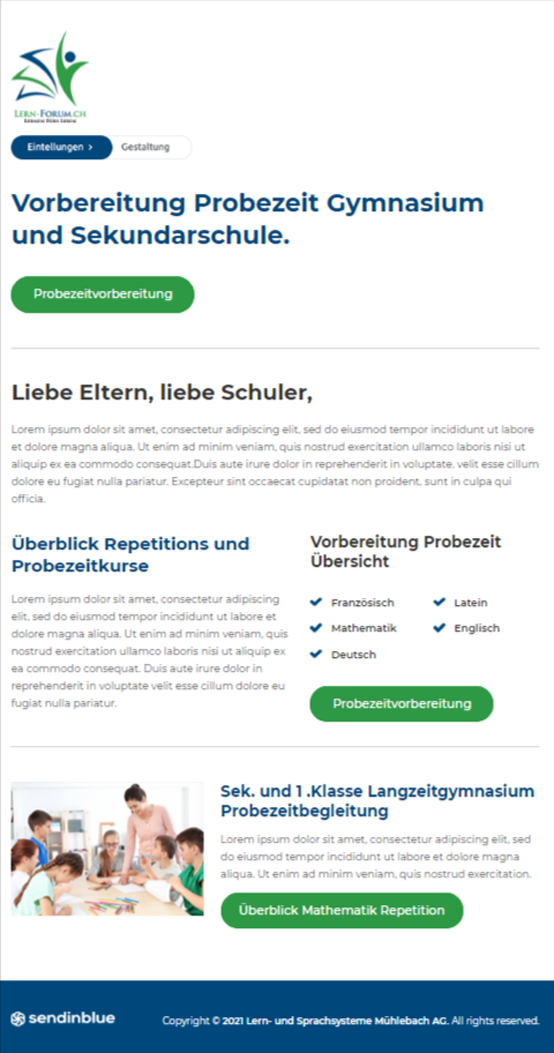 LERN-FORUM.CH
LERNEN FÜRS LEBEN
Eintellungen >
Gestaltung
Vorbereitung Probezeit Gymnasium
und Sekundarschule.
Probezeitvorbereitung
Liebe Eltern, liebe Schuler,
Lorem ipsum dolor sit amet, consectetur adipiscing elit, sed do eiusmod tempor incididunt ut labore
et dolore magna aliqua. Ut enim ad minim veniam, quis nostrud exercitation ullamco laboris nisi ut
aliquip ex ea commodo consequat.Duis aute irure dolor in reprehenderit in voluptate. velit esse cillum
dolore eu fugiat nulla pariatur. Excepteur sint occaecat cupidatat non proident, sunt in culpa qui
officia.
Überblick Repetitions und
Probezeitkurse
Lorem ipsum dolor sit amet, consectetur adipiscing
elit, sed do eiusmod tempor incididunt ut labore et
dolore magna aliqua. Ut enim ad minim veniam, quis
nostrud exercitation ullamco laboris nisi ut aliquip ex
ea commodo consequat. Duis aute irure dolor in
reprehenderit in voluptate velit esse cillum dolore eu
fugiat nulla pariatur.
Vorbereitung Probezeit
Übersicht
Französisch
Latein
Mathematik
Englisch
Deutsch
Probezeitvorbereitung
Sek. und 1 .Klasse Langzeitgymnasium
Probezeitbegleitung
Lorem ipsum dolor sit amet, consectetur adipiscing elit, sed
do eiusmod tempor incididunt ut labore et dolore magna
aliqua. Ut enim ad minim veniam, quis nostrud exercitation.
Überblick Mathematik Repetition
sendinblue
Copyright © 2021 Lern- und Sprachsysteme Mühlebach AG. All rights reserved.